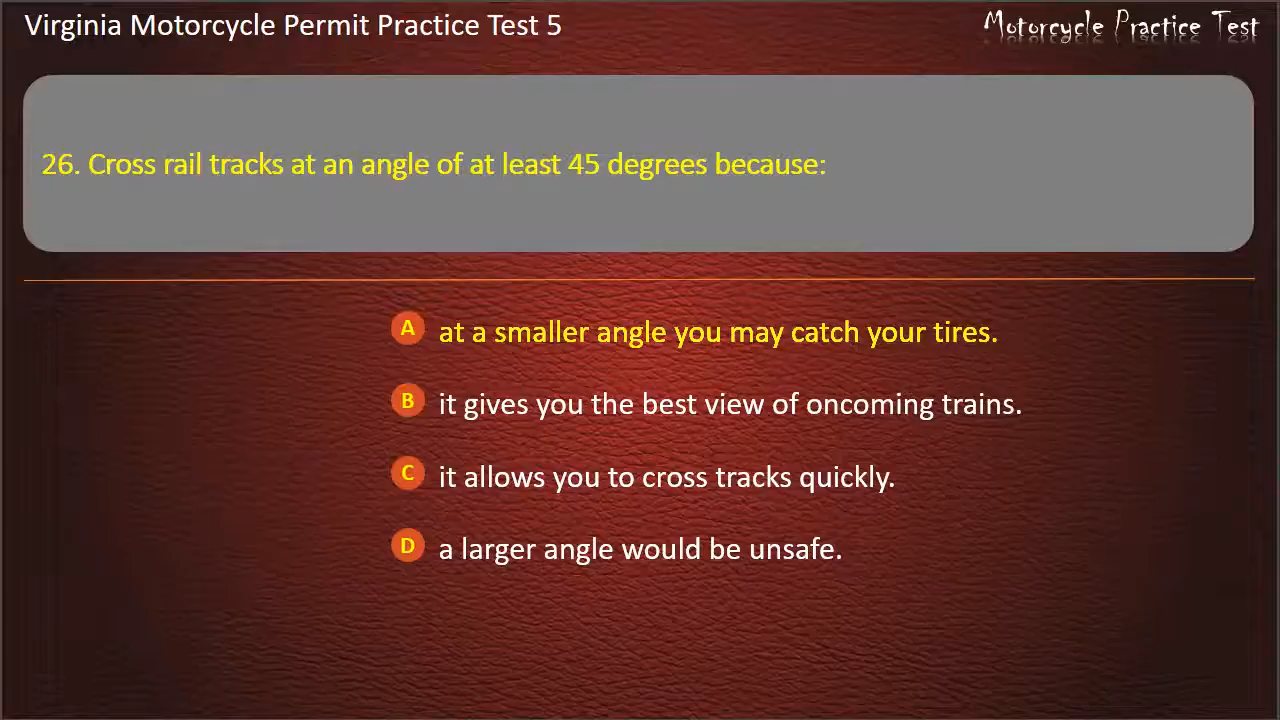 Virginia Motorcycle Permit Practice Test 5
Motorcycle Practice Test
26. Cross rail tracks at an angle of at least 45 degrees because:
A at a smaller angle you may catch your tires.
B it gives you the best view of oncoming trains.
C it allows you to cross tracks quickly.
D a larger angle would be unsafe.